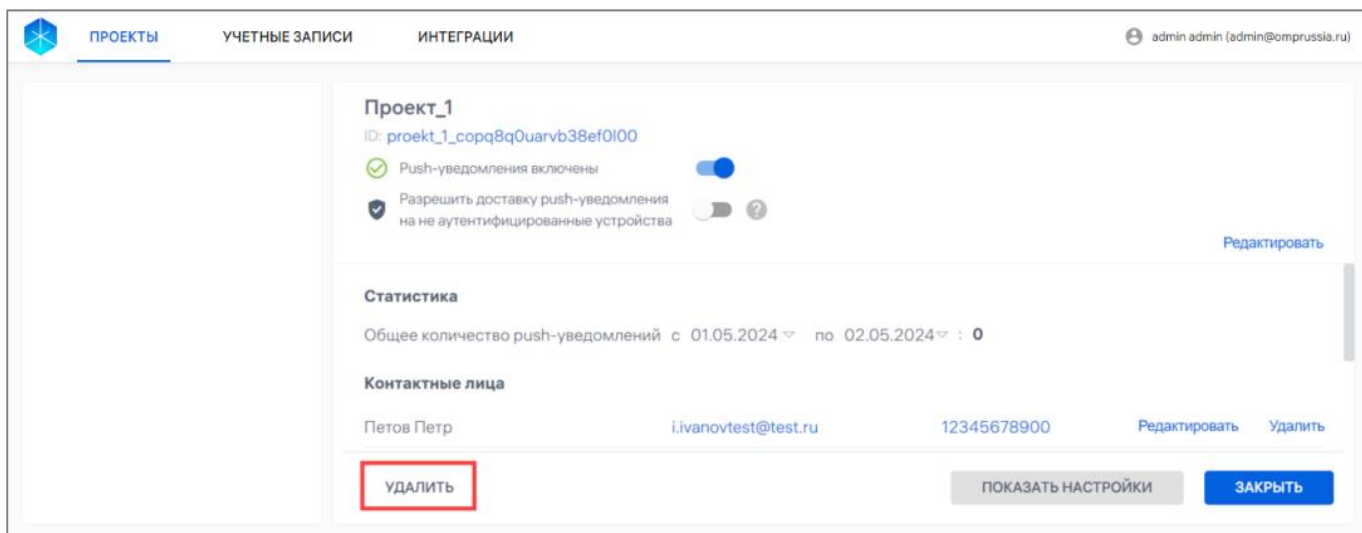 ПРОЕКТЫ УЧЕТНЫЕ ЗАПИСИ ИНТЕГРАЦИИ admin admin (admin@omprussia.ru)
Проект_1
ID: proekt_1_copq8q0uarvb38ef0l00
Push-уведомления включены
Разрешить доставку push-уведомления
на не аутентифицированные устройства ?
Редактировать
Статистика
Общее количество push-уведомлений с 01.05.2024 по 02.05.2024 : 0
Контактные лица
Петов Петр i.ivanovtest@test.ru 12345678900 Редактировать Удалить
УДАЛИТЬ ПОКАЗАТЬ НАСТРОЙКИ ЗАКРЫТЬ